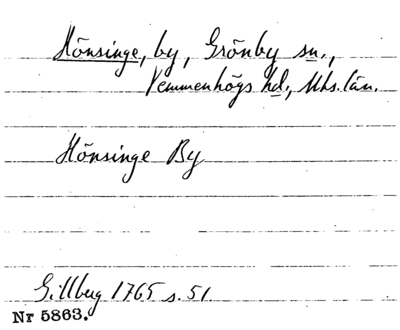 Hönsinge, by, Grönby sn.,
Vemmenhögs hd., Mhs. län.
Hönsinge By
Gillberg 1765 s. 51.
Nr 5863.